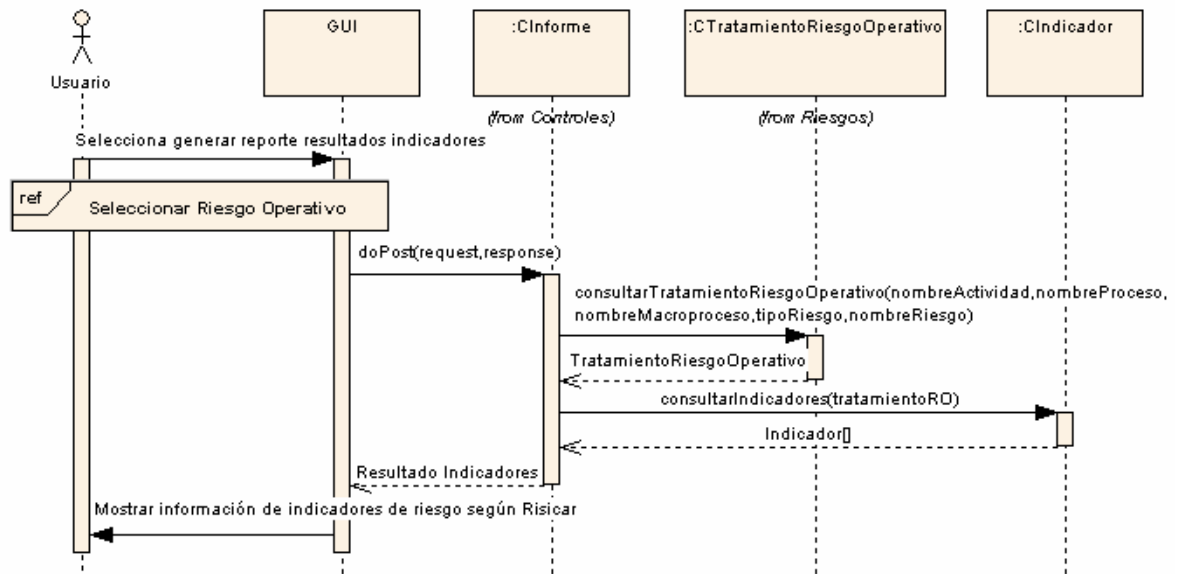 Usuario
GUI
:CInforme
:CTratamientoRiesgoOperativo
:CIndicador
(from Controles)
(from Riesgos)
Selecciona generar reporte resultados indicadores
ref
Seleccionar Riesgo Operativo
doPost(request,response)
consultarTratamientoRiesgoOperativo(nombreActividad,nombreProceso,
nombreMacroproceso,tipoRiesgo,nombreRiesgo)
TratamientoRiesgoOperativo
consultarIndicadores(tratamientoRO)
Indicador[]
Resultado Indicadores
Mostrar información de indicadores de riesgo según Risicar